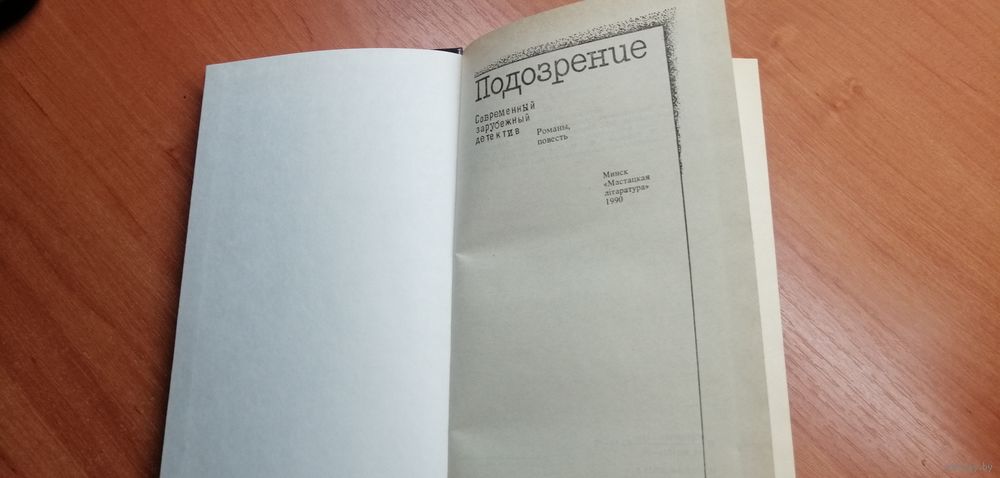 Подозрение
Современный
зарубежный
детектив
Романы,
повесть
Минск
«Мастацкая
літаратура»
1990